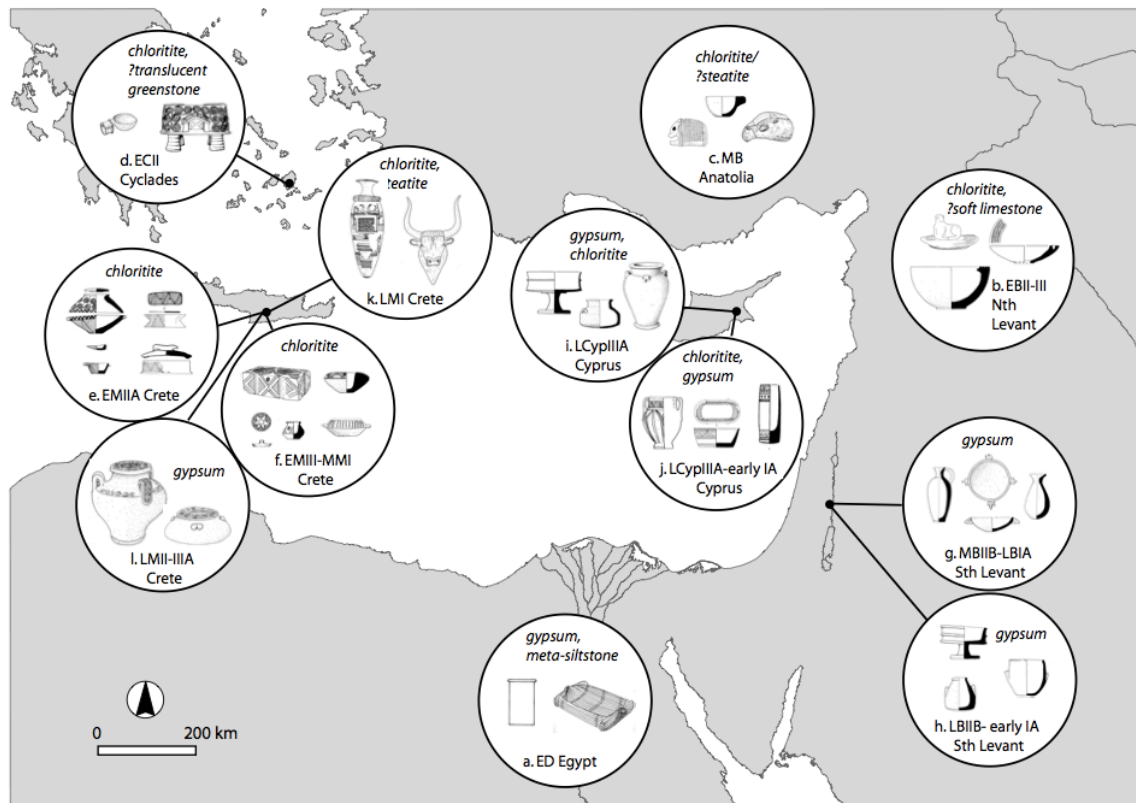 chloritite,
?translucent
greenstone
d. ECII
Cyclades
chloritite/
?steatite
c. MB
Anatolia
chloritite,
?soft limestone
b. EBII-III
Nth
Levant
chloritite,
teatite
k. LMI Crete
gypsum,
chloritite
i. LCypIIIA
Cyprus
chloritite
e. EMIIA Crete
chloritite
f. EMIII-MMI
Crete
chloritite,
gypsum
j. LCypIIIA-early IA
Cyprus
gypsum
l. LMII-IIIA
Crete
gypsum
g. MBIIB-LBIA
Sth Levant
gypsum
h. LBIIB- early IA
Sth Levant
gypsum,
meta-siltstone
a. ED Egypt
0
200 km